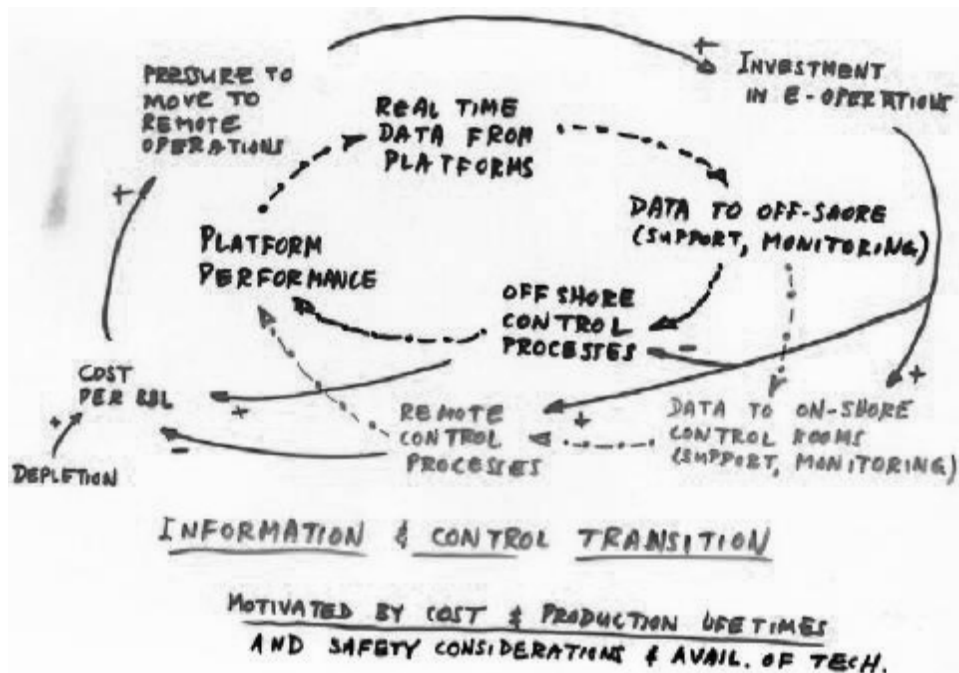 PRESSURE TO
MOVE TO
REMOTE
OPERATIONS
+
INVESTMENT
IN E-OPERATIONS
REAL TIME
DATA FROM
PLATFORMS
+
DATA TO OFF-SHORE
(SUPPORT, MONITORING)
PLATFORM
PERFORMANCE
OFFSHORE
CONTROL
PROCESSES
-
COST
PER BBL
+
+
-
DEPLETION
REMOTE
CONTROL
PROCESSES
+
+
DATA TO ON-SHORE
CONTROL ROOMS
(SUPPORT, MONITORING)
INFORMATION & CONTROL TRANSITION
MOTIVATED BY COST & PRODUCTION LIFETIMES
AND SAFETY CONSIDERATIONS & AVAIL. OF TECH.